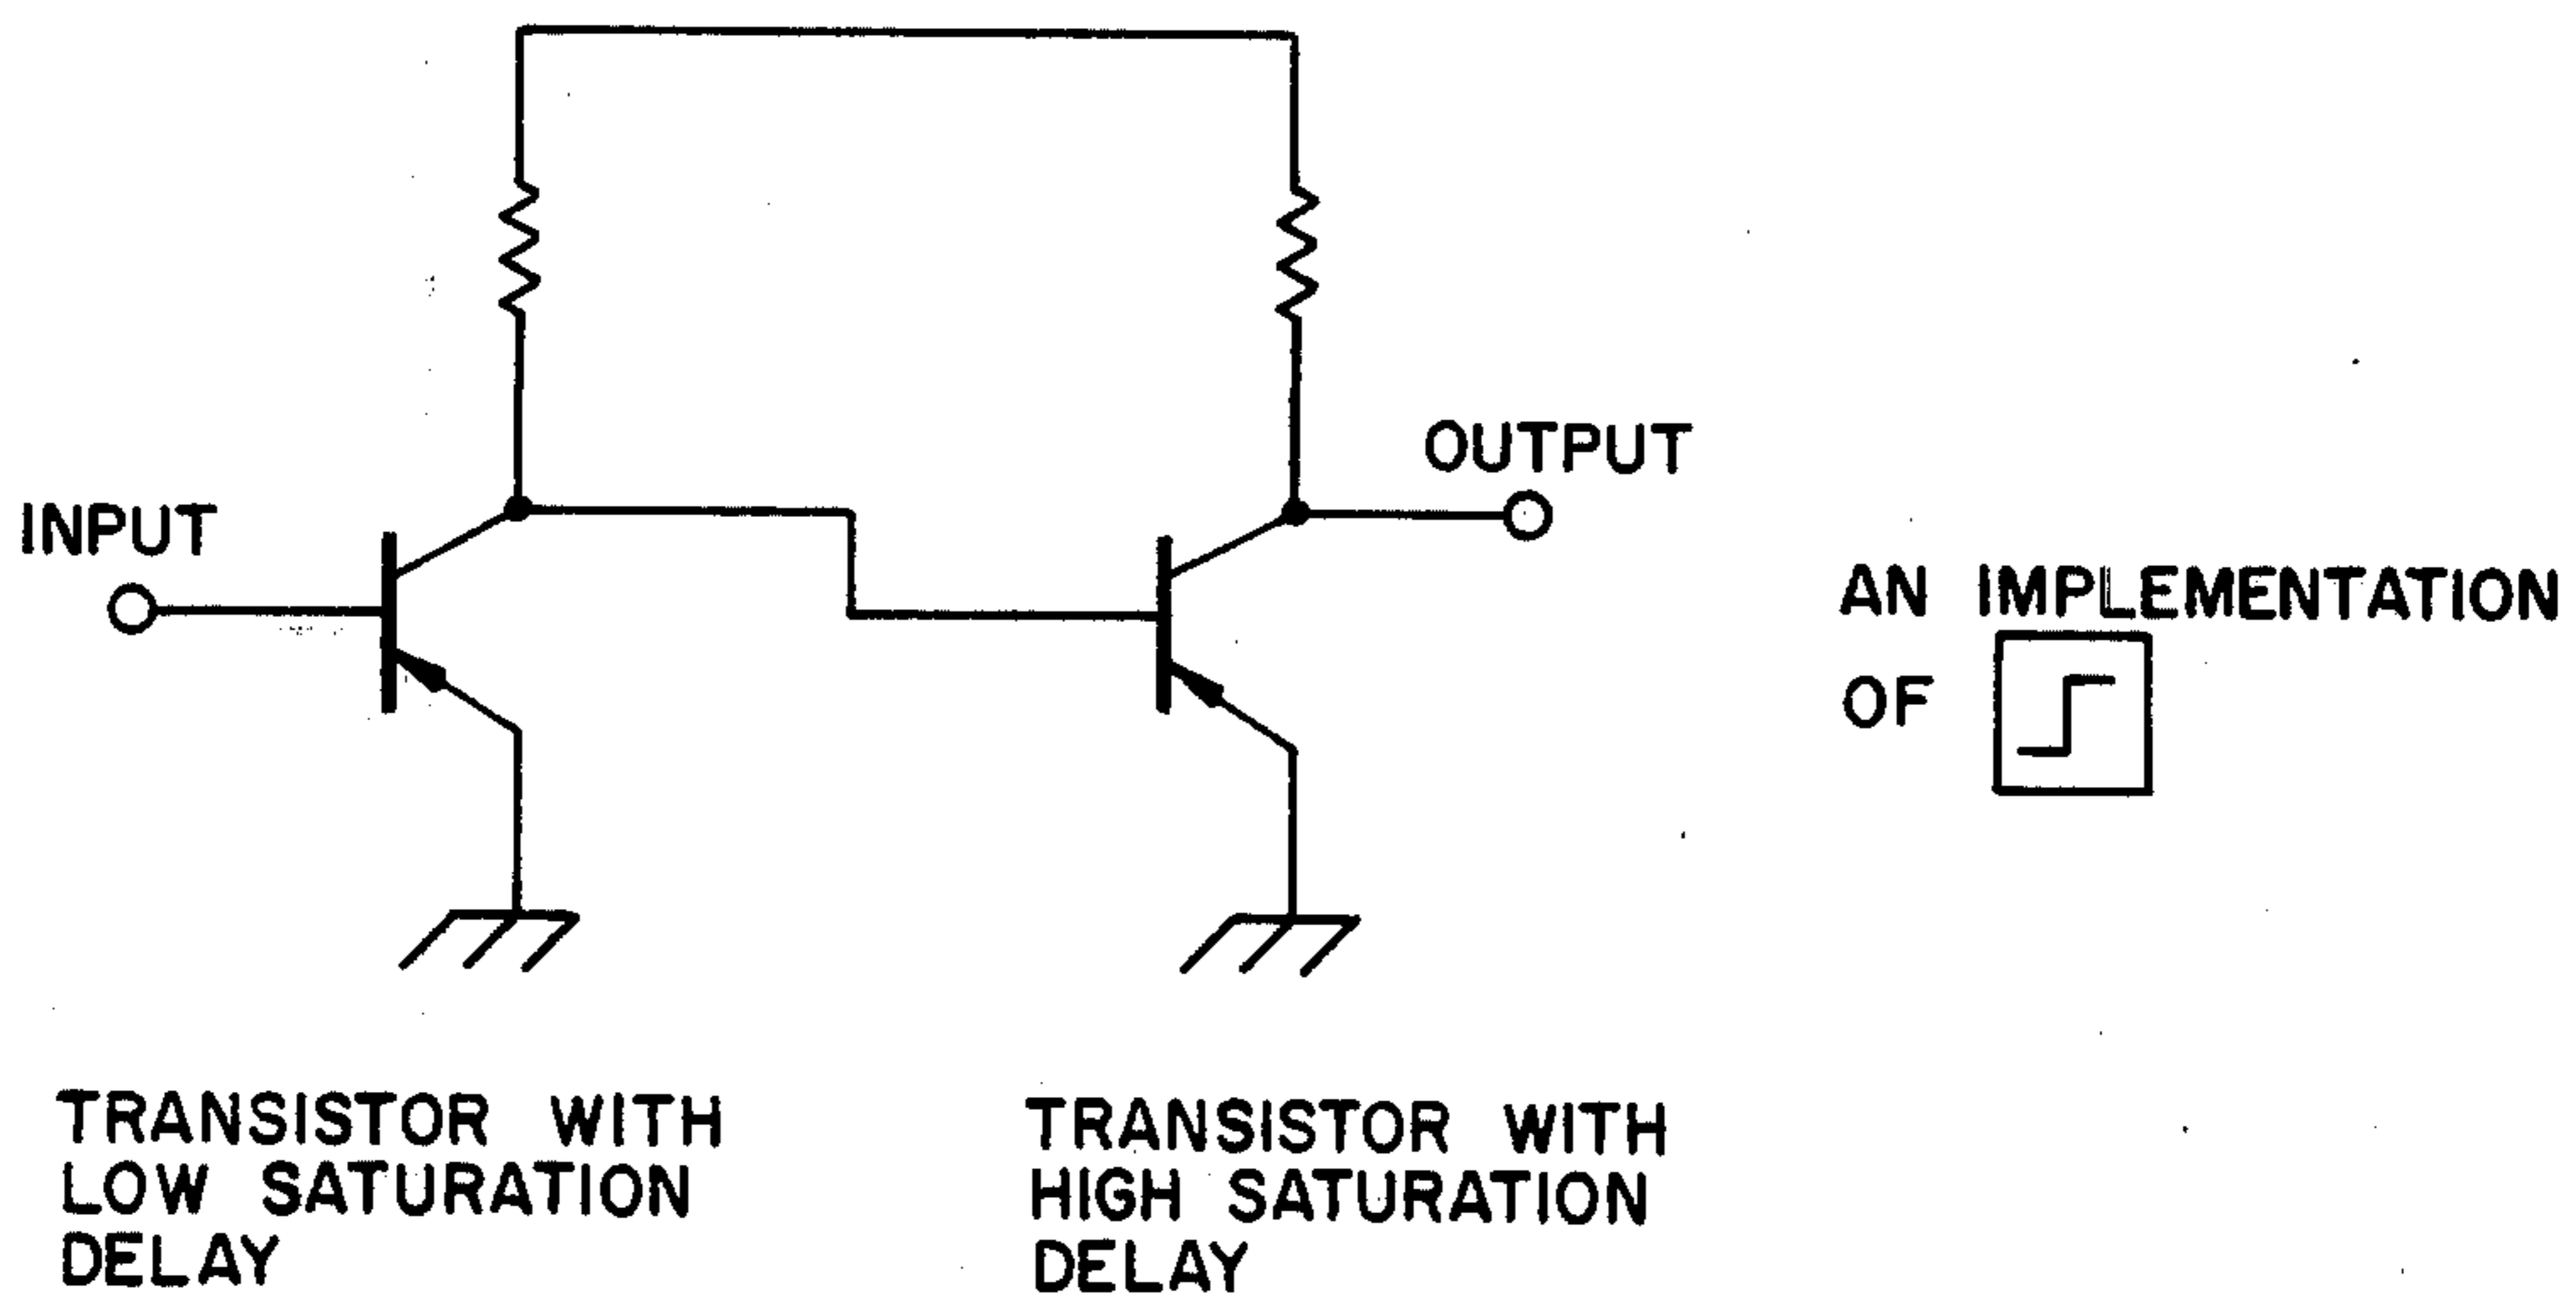 OUTPUT
INPUT
AN IMPLEMENTATION
OF
TRANSISTOR WITH
LOW SATURATION
DELAY
TRANSISTOR WITH
HIGH SATURATION
DELAY